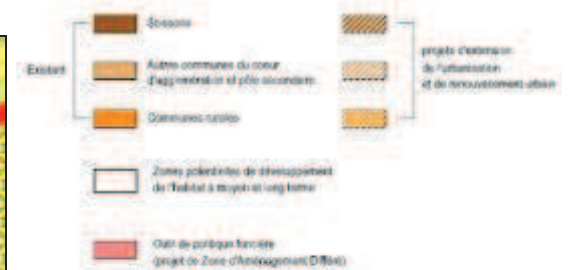 Soissons
Existant
Autres communes du coeur
d'agglomération et pôle secondaire
Communes rurales
projets d'extension
de l'urbanisation
et de renouvellement urbain
Zones potentielles de développement
de l'habitat à moyen et long terme
Outil de politique foncière
(projet de Zone d'Aménagement Différé)